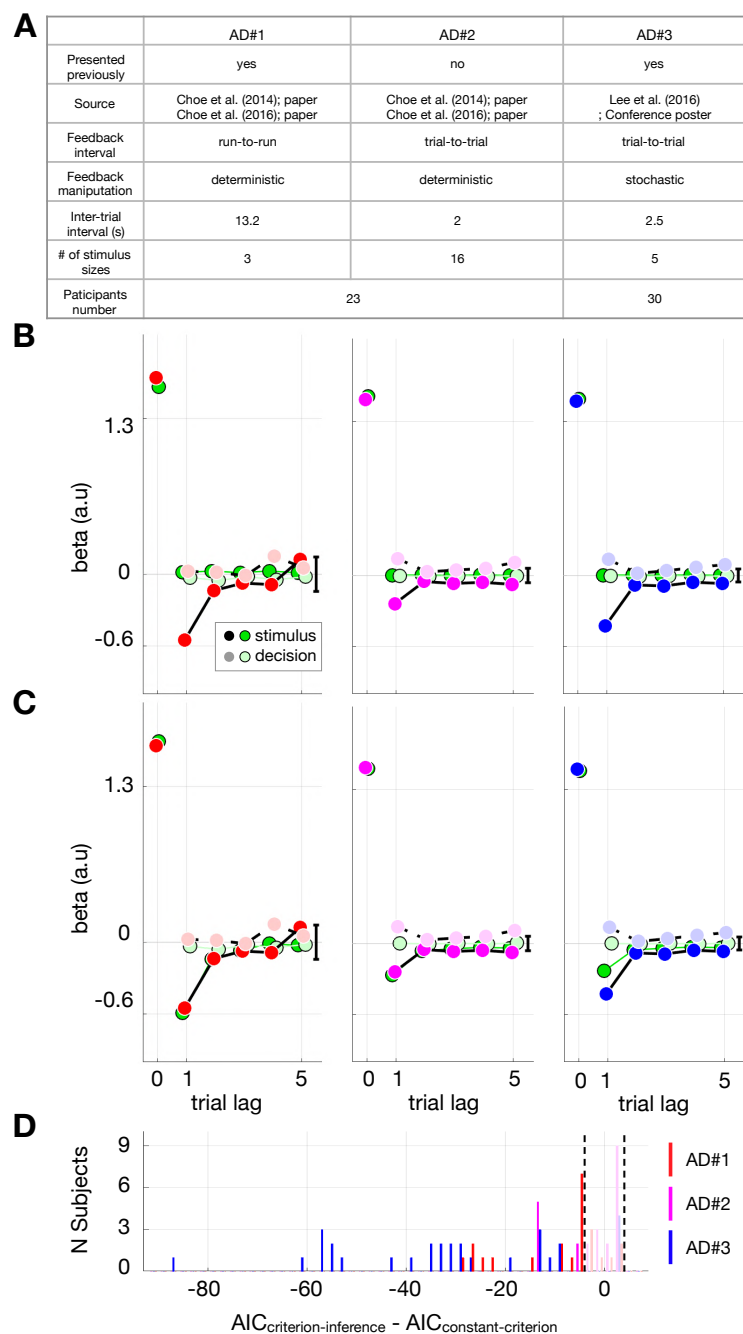 A
AD#1 AD#2 AD#3
Presented previously yes no yes
Source Choe et al. (2014); paper Choe et al. (2016); paper Choe et al. (2014); paper Choe et al. (2016); paper Lee et al. (2016) ; Conference poster
Feedback interval run-to-run trial-to-trial trial-to-trial
Feedback maniputation deterministic deterministic stochastic
Inter-trial interval (s) 13.2 2 2.5
# of stimulus sizes 3 16 5
Paticipants number 23 30
B
beta (a.u)
1.3
0
-0.6
stimulus
decision
C
beta (a.u)
1.3
0
-0.6
0 1 5 0 1 5 0 1 5
trial lag trial lag trial lag
D
N Subjects
9
6
3
0
-80 -60 -40 -20 0
AICcriterion-inference - AICconstant-criterion
AD#1
AD#2
AD#3